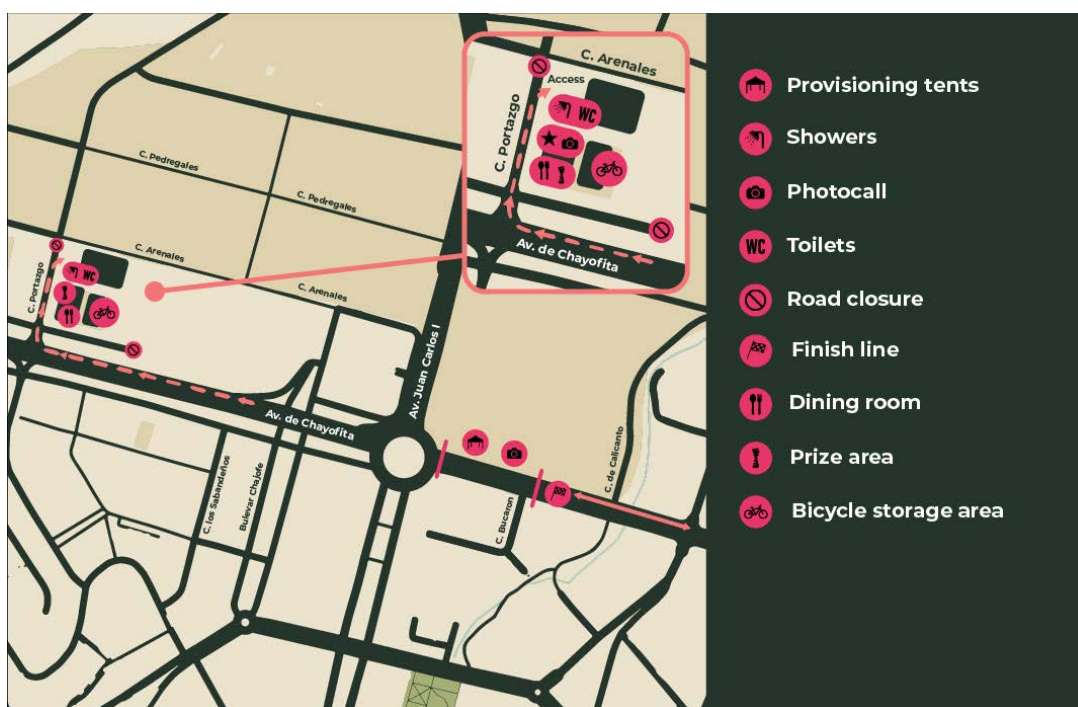 C. Arenales
Access
WC
C. Portazgo
Av. de Chayofita
C. Pedregales
C. Pedregales
C. Arenales
C. Arenales
WC
C. Portazgo
Av. Juan Carlos I
Av. de Chayofita
C. los Sabandeños
Bulevar Chajofe
C. Bucaron
C. de Calicanto
Provisioning tents
Showers
Photocall
WC
Toilets
Road closure
Finish line
Dining room
Prize area
Bicycle storage area